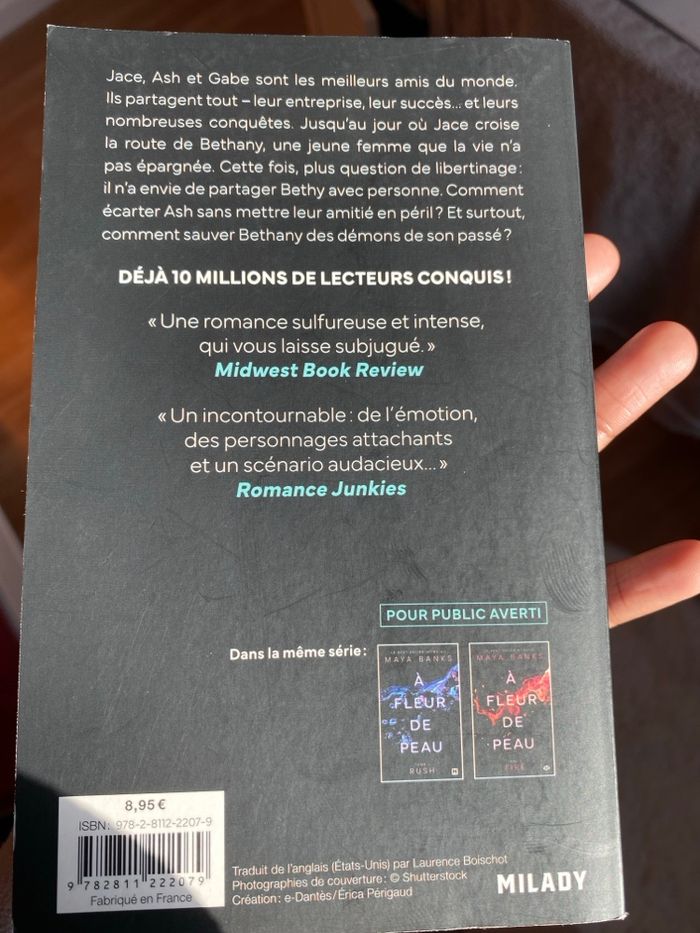 Jace, Ash et Gabe sont les meilleurs amis du monde.
Ils partagent tout – leur entreprise, leur succès... et leurs
nombreuses conquêtes. Jusqu'au jour où Jace croise
la route de Bethany, une jeune femme que la vie n'a
pas épargnée. Cette fois, plus question de libertinage :
il n'a envie de partager Bethy avec personne. Comment
écarter Ash sans mettre leur amitié en péril ? Et surtout,
comment sauver Bethany des démons de son passé ?
DÉJÀ 10 MILLIONS DE LECTEURS CONQUIS !
« Une romance sulfureuse et intense,
qui vous laisse subjugué. »
Midwest Book Review
« Un incontournable : de l'émotion,
des personnages attachants
et un scénario audacieux... »
Romance Junkies
POUR PUBLIC AVERTI
Dans la même série :
MAYA BANKS
À
FLEUR
DE
PEAU
RUSH
MAYA BANKS
À
FLEUR
DE
PEAU
FIRE
8,95 €
ISBN : 978-2-8112-2207-9
9 782811 222079
Fabriqué en France
Traduit de l'anglais (États-Unis) par Laurence Boischot
Photographies de couverture : © Shutterstock
Création : e-Dantès / Érica Périgaud
MILADY